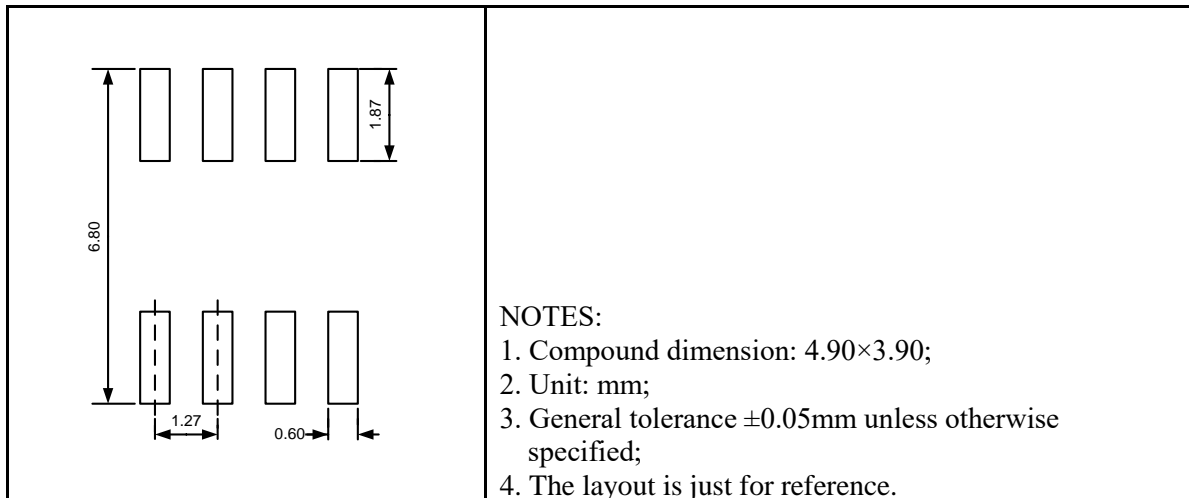 1.87
6.80
1.27
0.60
NOTES:
1. Compound dimension: 4.90×3.90;
2. Unit: mm;
3. General tolerance ±0.05mm unless otherwise
specified;
4. The layout is just for reference.